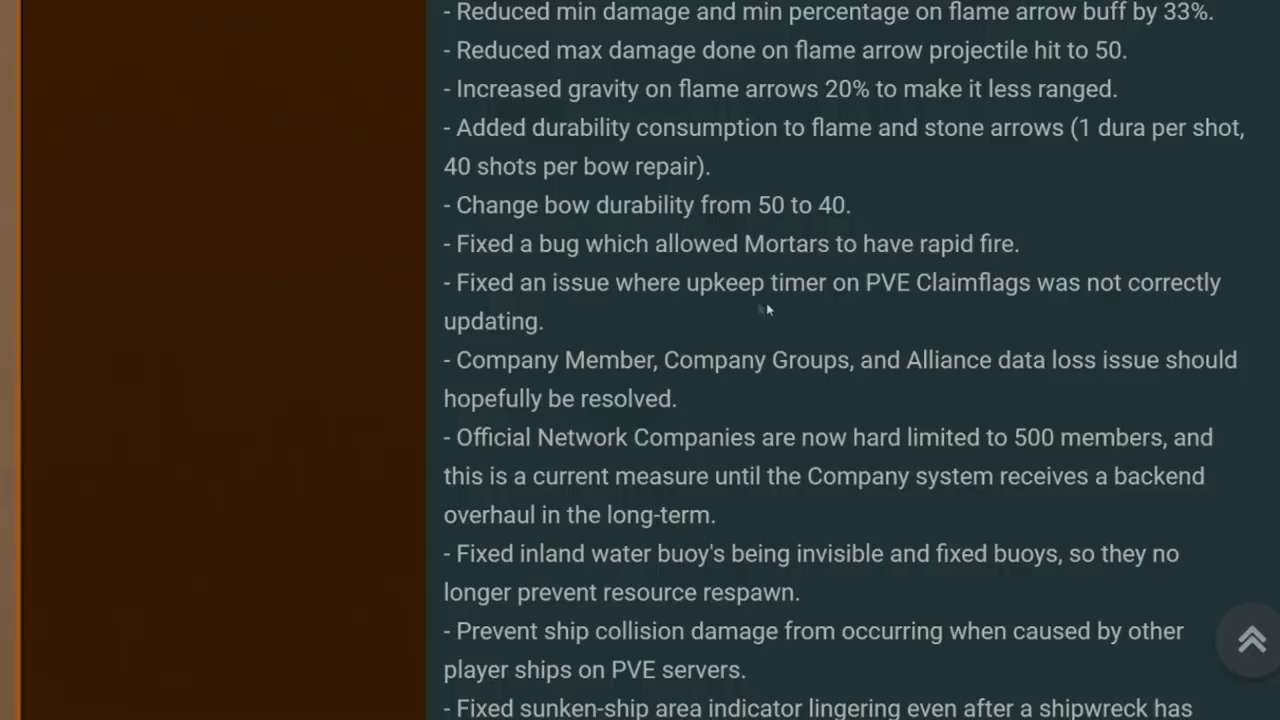 - Reduced min damage and min percentage on flame arrow buff by 33%.
- Reduced max damage done on flame arrow projectile hit to 50.
- Increased gravity on flame arrows 20% to make it less ranged.
- Added durability consumption to flame and stone arrows (1 dura per shot,
40 shots per bow repair).
- Change bow durability from 50 to 40.
- Fixed a bug which allowed Mortars to have rapid fire.
- Fixed an issue where upkeep timer on PVE Claimflags was not correctly
updating.
- Company Member, Company Groups, and Alliance data loss issue should
hopefully be resolved.
- Official Network Companies are now hard limited to 500 members, and
this is a current measure until the Company system receives a backend
overhaul in the long-term.
- Fixed inland water buoy's being invisible and fixed buoys, so they no
longer prevent resource respawn.
- Prevent ship collision damage from occurring when caused by other
player ships on PVE servers.
- Fixed sunken-ship area indicator lingering even after a shipwreck has